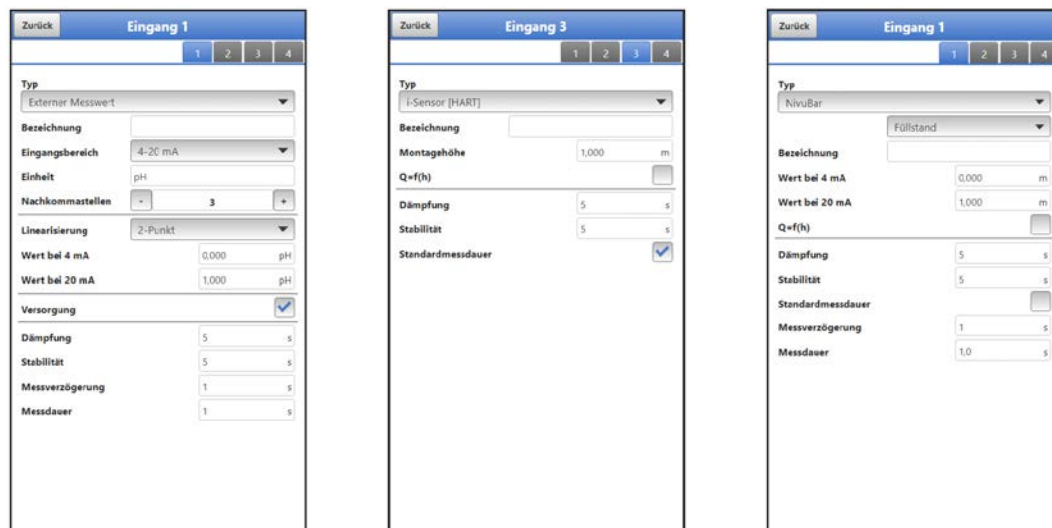 Zurück Eingang 1
1 2 3 4
Typ
Externer Messwert
Bezeichnung
Eingangsbereich 4-20 mA
Einheit pH
Nachkommastellen - 3 +
Linearisierung 2-Punkt
Wert bei 4 mA 0,000 pH
Wert bei 20 mA 1,000 pH
Versorgung
Dämpfung 5 s
Stabilität 5 s
Messverzögerung 1 s
Messdauer 1 s
Zurück Eingang 3
1 2 3 4
Typ
i-Sensor [HART]
Bezeichnung
Montagehöhe 1,000 m
Q=f(h)
Dämpfung 5 s
Stabilität 5 s
Standardmessdauer
Zurück Eingang 1
1 2 3 4
Typ
NivuBar
Füllstand
Bezeichnung
Wert bei 4 mA 0,000 m
Wert bei 20 mA 1,000 m
Q=f(h)
Dämpfung 5 s
Stabilität 5 s
Standardmessdauer
Messverzögerung 1 s
Messdauer 1,0 s